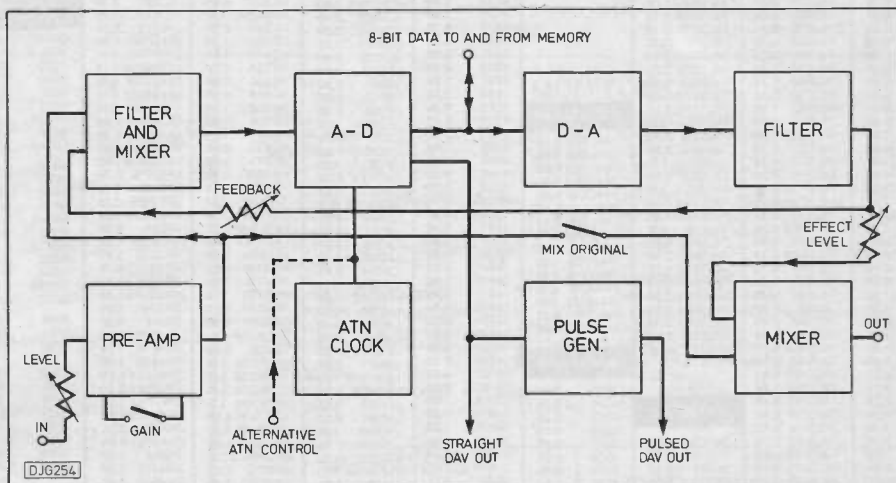 8-BIT DATA TO AND FROM MEMORY
FILTER
AND
MIXER
A-D
D-A
FILTER
FEEDBACK
MIX ORIGINAL
EFFECT
LEVEL
PRE-AMP
ATN
CLOCK
PULSE
GEN.
MIXER
OUT
LEVEL
IN
GAIN
ALTERNATIVE
ATN CONTROL
STRAIGHT
DAV OUT
PULSED
DAV OUT
DJG254